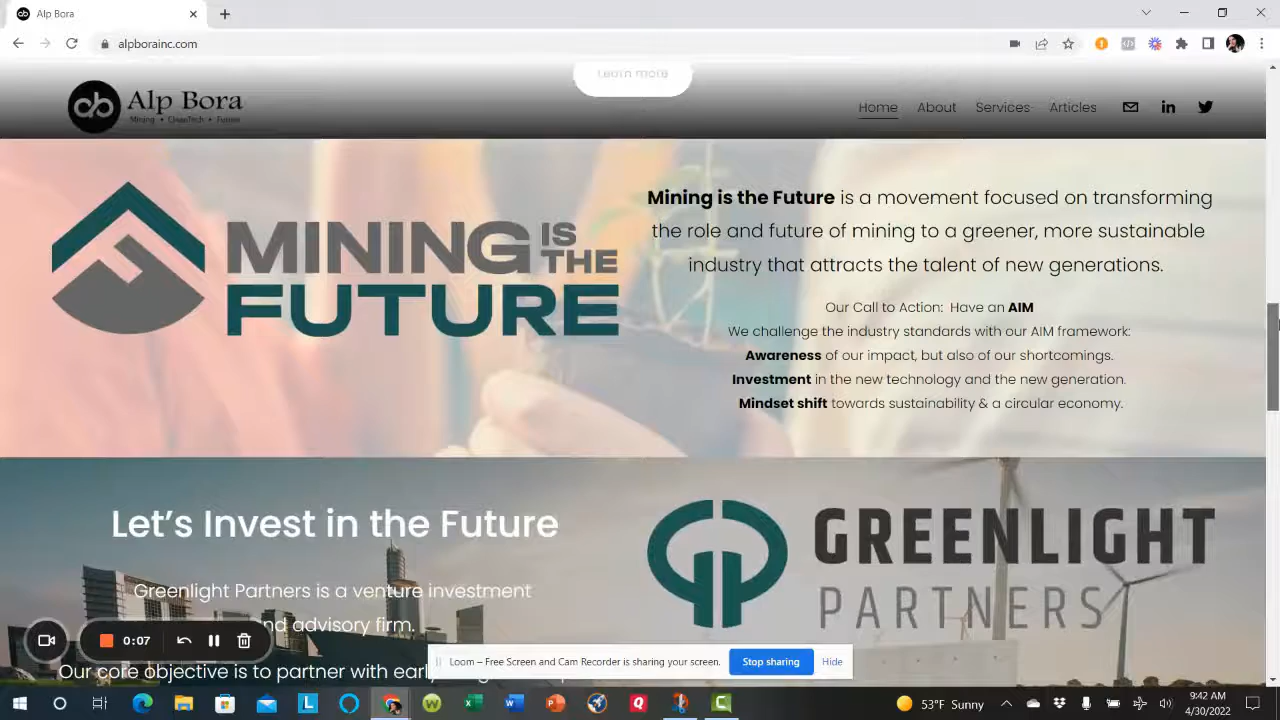 Alp Bora
alporainc.com
Learn more
Alp Bora
Mining • CleanTech • Future
Home About Services Articles
MINING IS THE
FUTURE
Mining is the Future is a movement focused on transforming
the role and future of mining to a greener, more sustainable
industry that attracts the talent of new generations.
Our Call to Action: Have an AIM
We challenge the industry standards with our AIM framework:
Awareness of our impact, but also of our shortcomings.
Investment in the new technology and the new generation.
Mindset shift towards sustainability & a circular economy.
Let's Invest in the Future
GREENLIGHT
PARTNERS
Greenlight Partners is a venture investment
nd advisory firm.
Our core objective is to partner with earl
0:07
Loom – Free Screen and Cam Recorder is sharing your screen. Stop sharing Hide
53°F Sunny
9:42 AM
4/30/2022